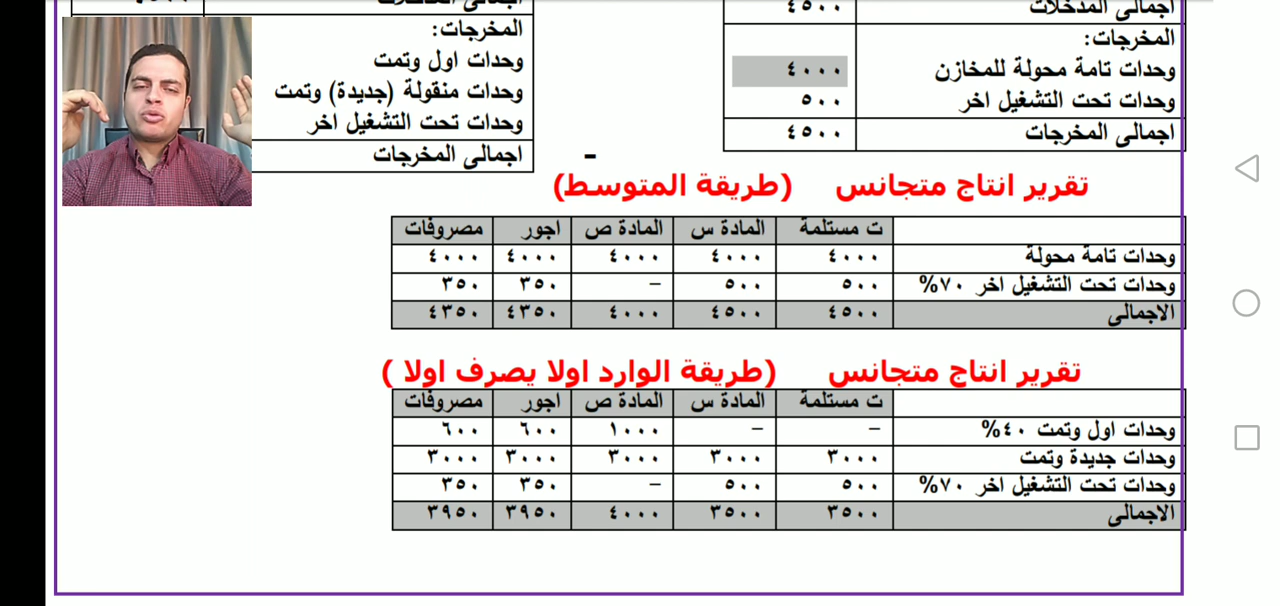 اجمالى المدخلات ٤٥٠٠
المخرجات:
وحدات تامة محولة للمخازن ٤٠٠٠
وحدات تحت التشغيل اخر ٥٠٠
اجمالى المخرجات ٤٥٠٠
المخرجات:
وحدات اول وتمت
وحدات منقولة (جديدة) وتمت
وحدات تحت التشغيل اخر
اجمالى المخرجات
-
تقرير انتاج متجانس (طريقة المتوسط)
ت مستلمة المادة س المادة ص اجور مصروفات
وحدات تامة محولة ٤٠٠٠ ٤٠٠٠ ٤٠٠٠ ٤٠٠٠ ٤٠٠٠
وحدات تحت التشغيل اخر ٧٠% ٥٠٠ ٥٠٠ – ٣٥٠ ٣٥٠
الاجمالى ٤٥٠٠ ٤٥٠٠ ٤٠٠٠ ٤٣٥٠ ٤٣٥٠
تقرير انتاج متجانس (طريقة الوارد اولا يصرف اولا )
ت مستلمة المادة س المادة ص اجور مصروفات
وحدات اول وتمت ٤٠% – – ١٠٠٠ ٦٠٠ ٦٠٠
وحدات جديدة وتمت ٣٠٠٠ ٣٠٠٠ ٣٠٠٠ ٣٠٠٠ ٣٠٠٠
وحدات تحت التشغيل اخر ٧٠% ٥٠٠ ٥٠٠ – ٣٥٠ ٣٥٠
الاجمالى ٣٥٠٠ ٣٥٠٠ ٤٠٠٠ ٣٩٥٠ ٣٩٥٠